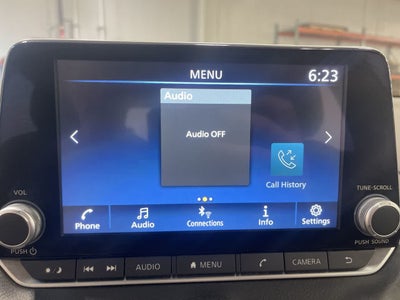 MENU
6:23
Audio
Audio OFF
Call History
VOL
TUNE·SCROLL
Phone
Audio
Connections
Info
Settings
PUSH
PUSH SOUND
AUDIO
MENU
CAMERA